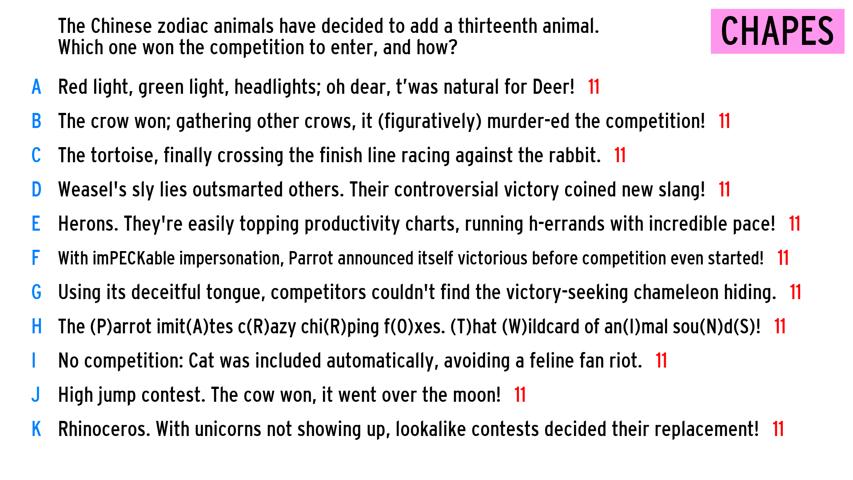 The Chinese zodiac animals have decided to add a thirteenth animal.
Which one won the competition to enter, and how?
CHAPES
A Red light, green light, headlights; oh dear, t'was natural for Deer! 11
B The crow won; gathering other crows, it (figuratively) murder-ed the competition! 11
C The tortoise, finally crossing the finish line racing against the rabbit. 11
D Weasel's sly lies outsmarted others. Their controversial victory coined new slang! 11
E Herons. They're easily topping productivity charts, running h-errands with incredible pace! 11
F With imPECKable impersonation, Parrot announced itself victorious before competition even started! 11
G Using its deceitful tongue, competitors couldn't find the victory-seeking chameleon hiding. 11
H The (P)arrot imit(A)tes c(R)azy chi(R)ping f(O)xes. (T)hat (W)ildcard of an(I)mal sou(N)d(S)! 11
I No competition: Cat was included automatically, avoiding a feline fan riot. 11
J High jump contest. The cow won, it went over the moon! 11
K Rhinoceros. With unicorns not showing up, lookalike contests decided their replacement! 11